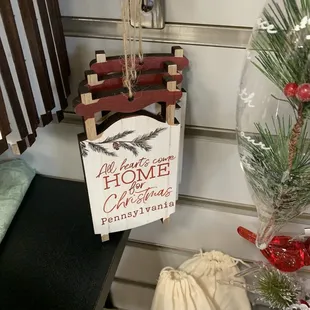 All hearts come
HOME
for
Christmas
Pennsylvania